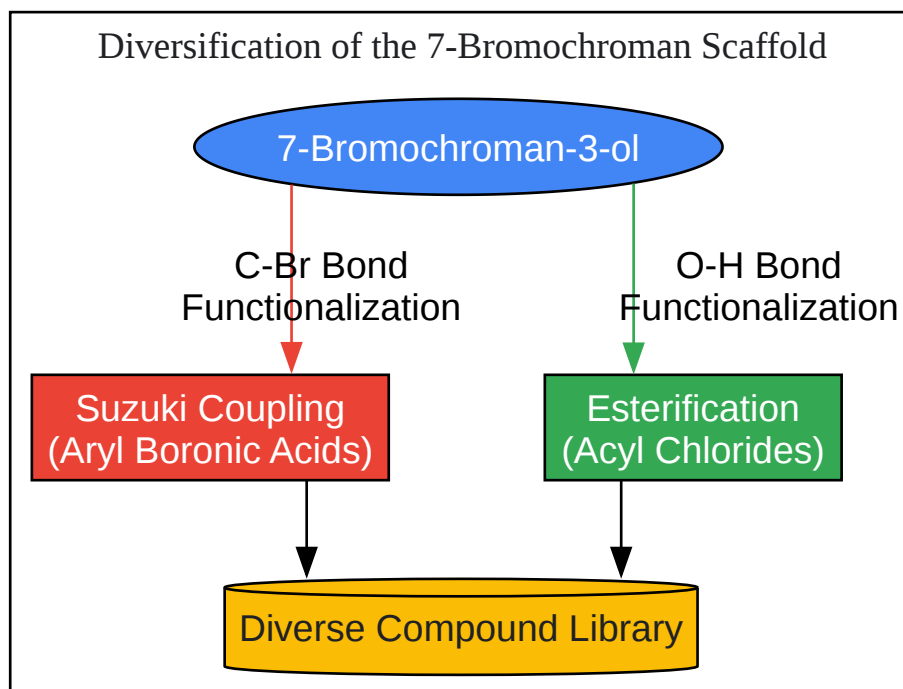 Diversification of the 7-Bromochroman Scaffold
7-Bromochroman-3-ol
C-Br Bond
Functionalization
O-H Bond
Functionalization
Suzuki Coupling
(Aryl Boronic Acids)
Esterification
(Acyl Chlorides)
Diverse Compound Library